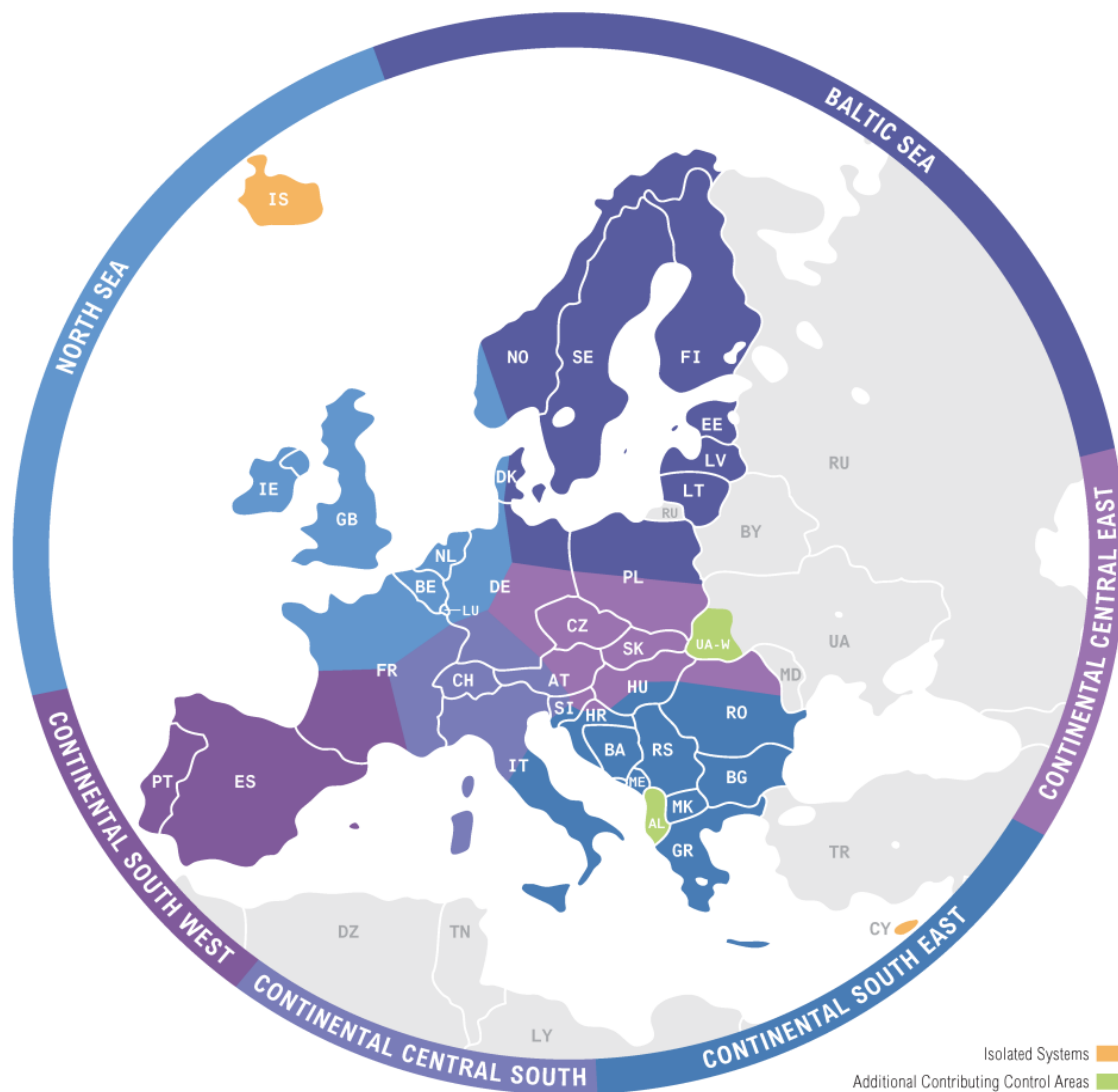 BALTIC SEA
NORTH SEA
IS
NO
SE
FI
EE
RU
LV
IE
DK
LT
GB
RU
BY
NL
PL
BE
DE
LU
CZ
UA
SK
UA-W
FR
CH
AT
HU
MD
SI
HR
RO
BA
RS
IT
PT
ES
ME
BG
MK
AL
GR
TR
CY
DZ
TN
LY
CONTINENTAL CENTRAL EAST
CONTINENTAL SOUTH WEST
CONTINENTAL CENTRAL SOUTH
CONTINENTAL SOUTH EAST
Isolated Systems
Additional Contributing Control Areas